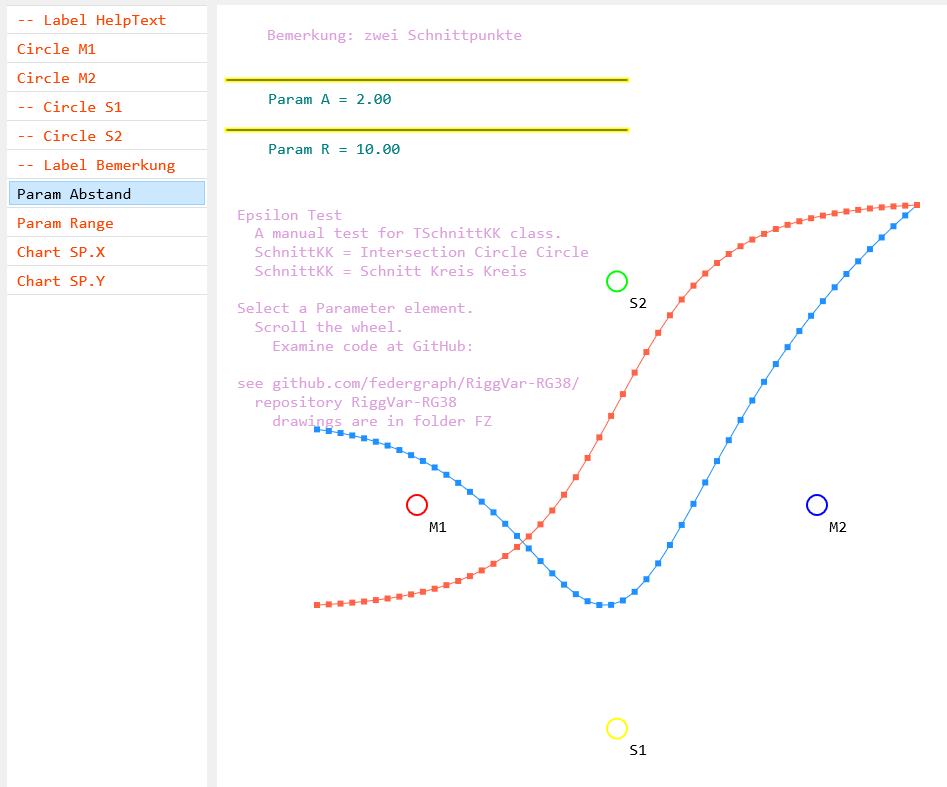 -- Label HelpText
Circle M1
Circle M2
-- Circle S1
-- Circle S2
-- Label Bemerkung
Param Abstand
Param Range
Chart SP.X
Chart SP.Y
Bemerkung: zwei Schnittpunkte
Param A = 2.00
Param R = 10.00
Epsilon Test
A manual test for TSchnittKK class.
SchnittKK = Intersection Circle Circle
SchnittKK = Schnitt Kreis Kreis
Select a Parameter element.
Scroll the wheel.
Examine code at GitHub:
see github.com/federgraph/RiggVar-RG38/
repository RiggVar-RG38
drawings are in folder FZ
S2
M1
M2
S1